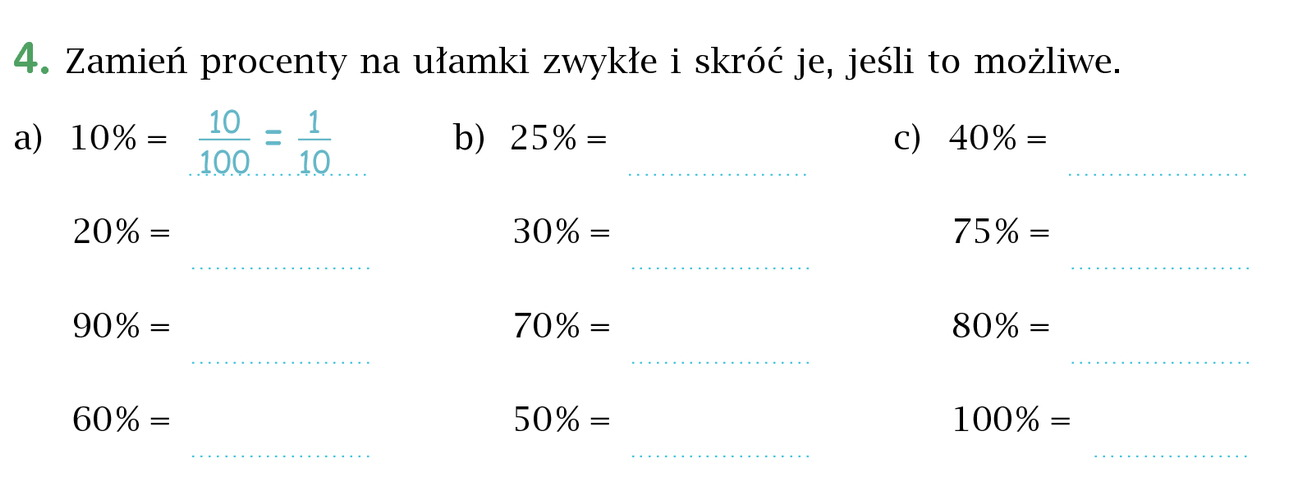 4. Zamień procenty na ułamki zwykłe i skróć je, jeśli to możliwe.
a) 10% = 10/100 = 1/10 b) 25% = c) 40% =
20% = 30% = 75% =
90% = 70% = 80% =
60% = 50% = 100% =